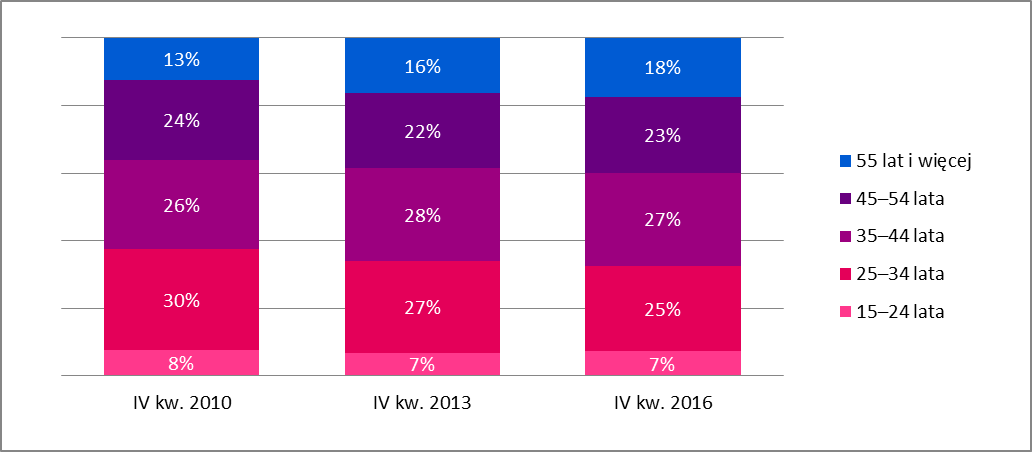 13% 16% 18%
24% 22% 23%
26% 28% 27%
30% 27% 25%
8% 7% 7%
IV kw. 2010 IV kw. 2013 IV kw. 2016
55 lat i więcej
45–54 lata
35–44 lata
25–34 lata
15–24 lata